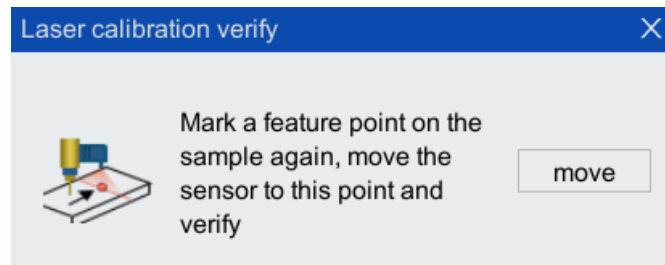 Laser calibration verify
Mark a feature point on the
sample again, move the
sensor to this point and
verify
move